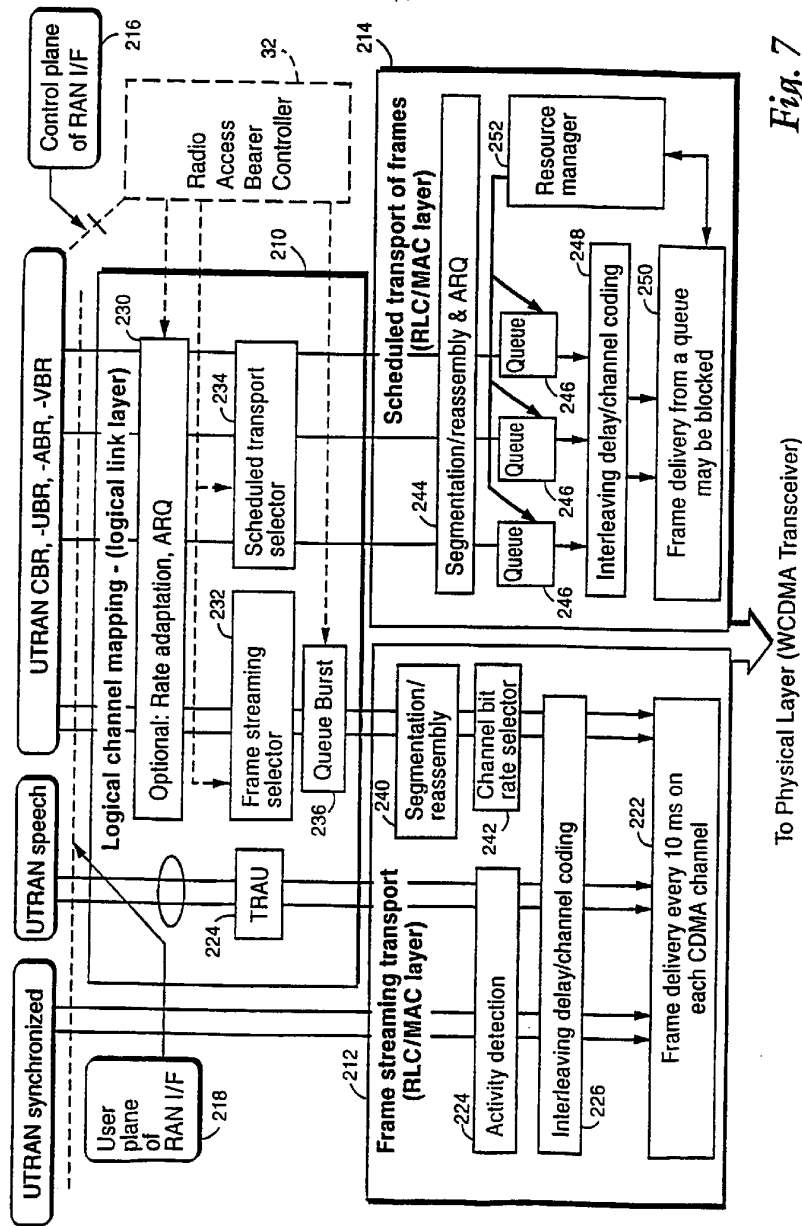 UTRAN synchronized
UTRAN speech
UTRAN CBR, -UBR, -ABR, -VBR
Control plane
of RAN I/F
216
User
plane
of
RAN I/F
218
Radio
Access
Bearer
Controller
32
Logical channel mapping - (logical link layer)
210
Optional: Rate adaptation, ARQ
230
TRAU
224
Frame streaming
selector
232
Scheduled transport
selector
234
Queue Burst
236
Frame streaming transport
(RLC/MAC layer)
212
Activity detection
224
Segmentation/
reassembly
240
Channel bit
rate selector
242
Interleaving delay/channel coding
226
Frame delivery every 10 ms on
each CDMA channel
222
Scheduled transport of frames
(RLC/MAC layer)
214
Segmentation/reassembly & ARQ
244
Queue
246
Queue
246
Queue
246
Resource
manager
252
Interleaving delay/channel coding
248
Frame delivery from a queue
may be blocked
250
To Physical Layer (WCDMA Transceiver)
Fig. 7